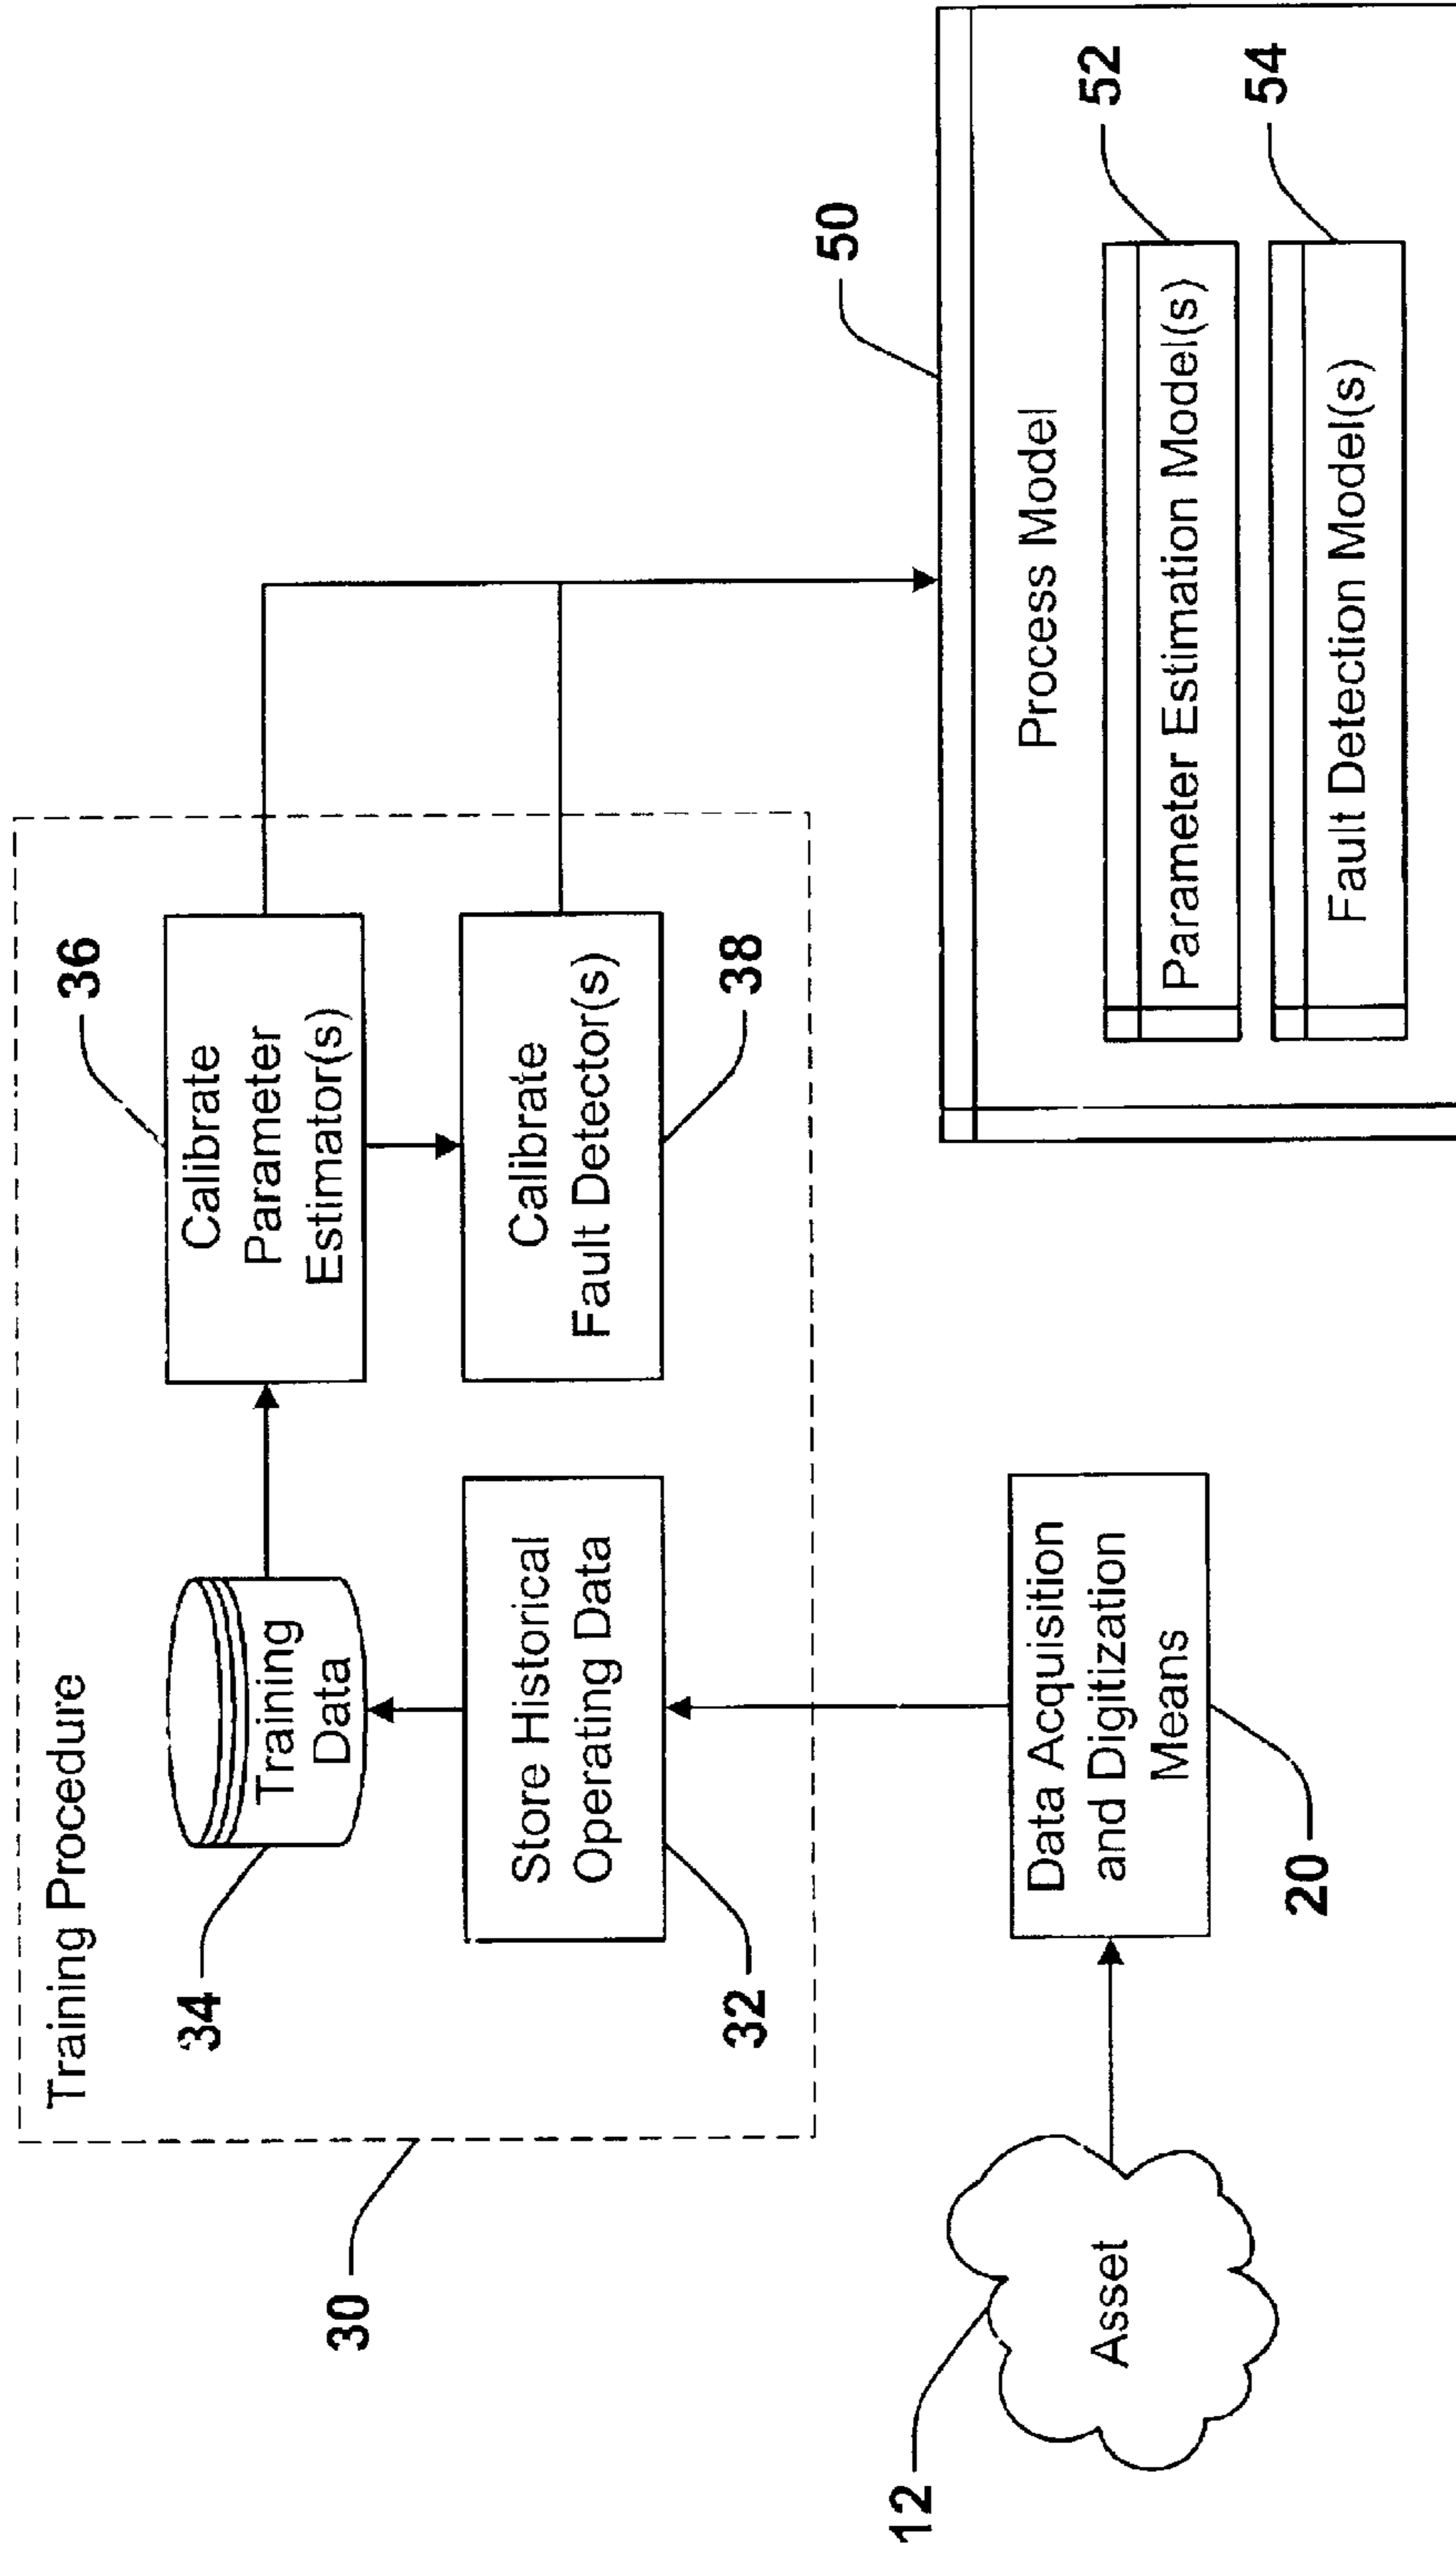 Training Procedure
34
Training
Data
36
Calibrate
Parameter
Estimator(s)
32
Store Historical
Operating Data
38
Calibrate
Fault Detector(s)
30
50
12
Asset
20
Data Acquisition
and Digitization
Means
Process Model
52
Parameter Estimation Model(s)
54
Fault Detection Model(s)